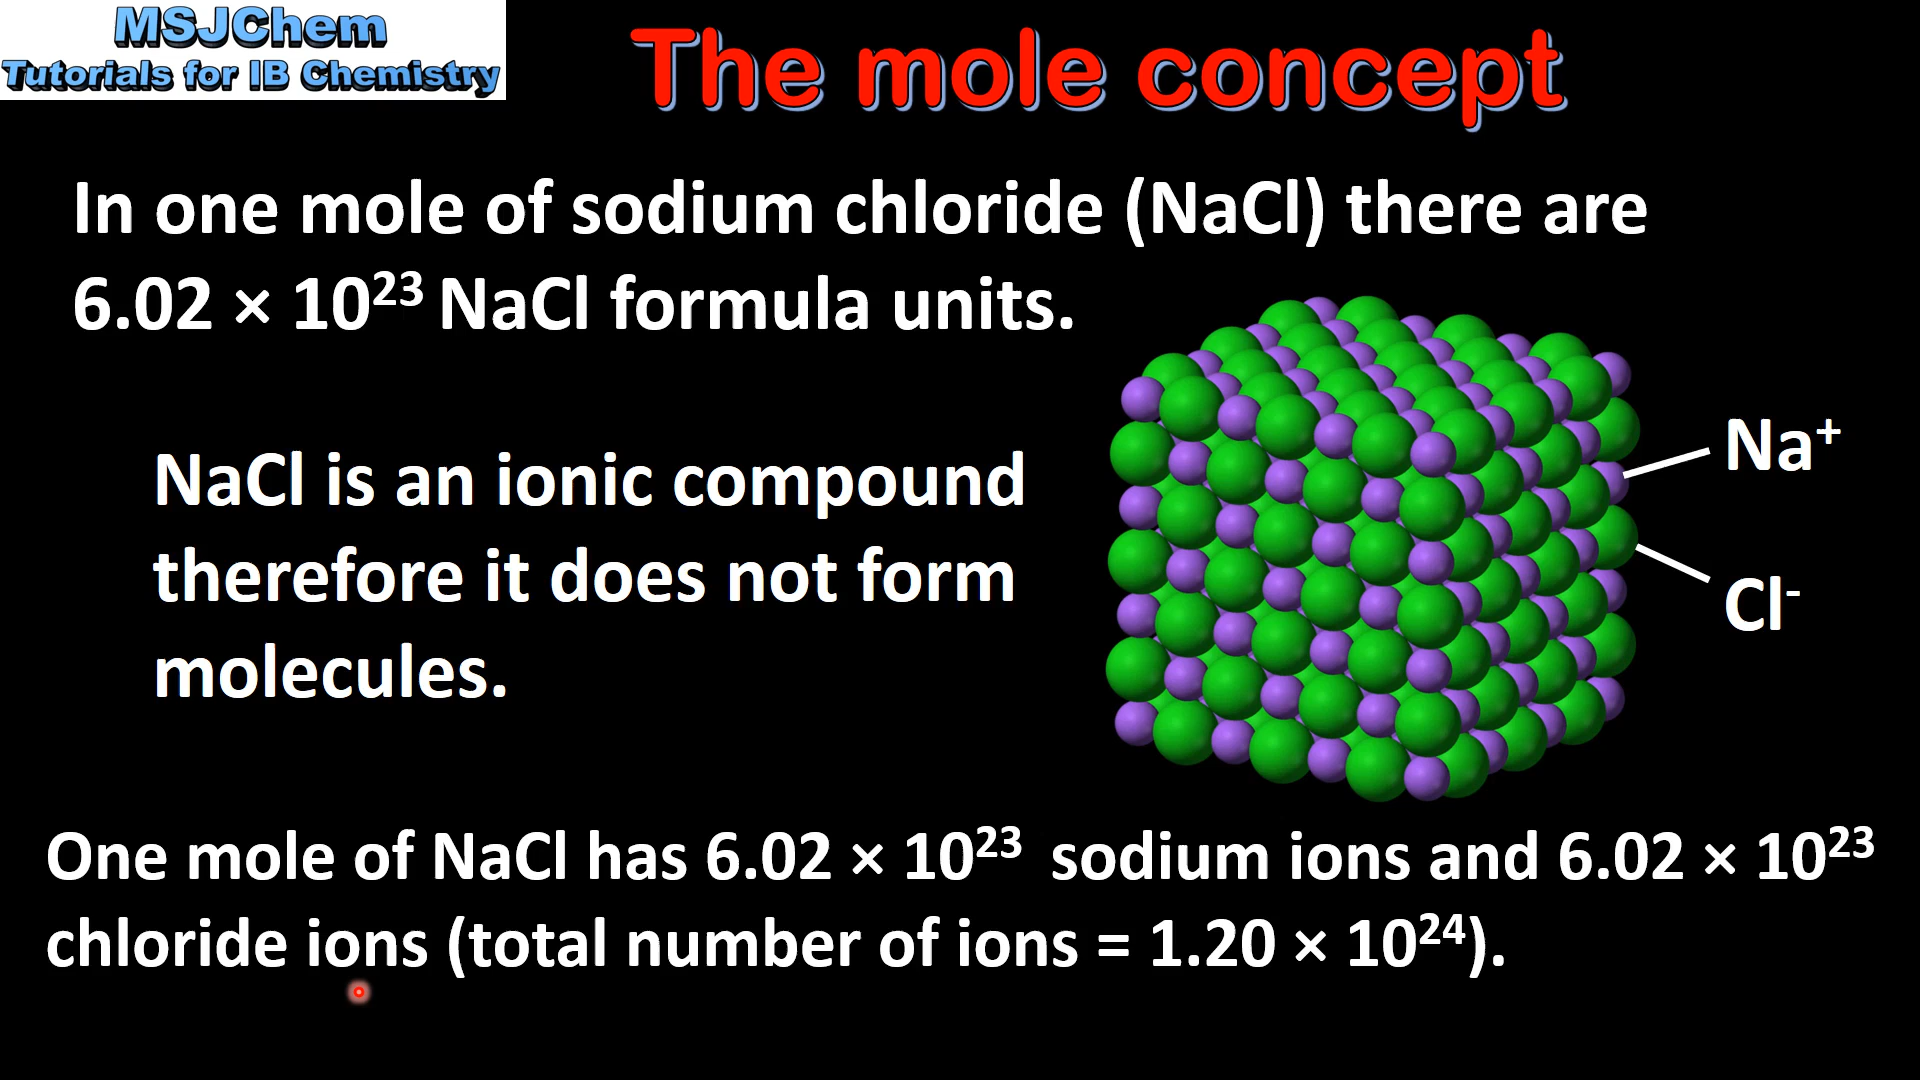 MSJChem
Tutorials for IB Chemistry
The mole concept
In one mole of sodium chloride (NaCl) there are
6.02 × 10²³ NaCl formula units.
NaCl is an ionic compound
therefore it does not form
molecules.
Na⁺
Cl⁻
One mole of NaCl has 6.02 × 10²³ sodium ions and 6.02 × 10²³
chloride ions (total number of ions = 1.20 × 10²⁴).